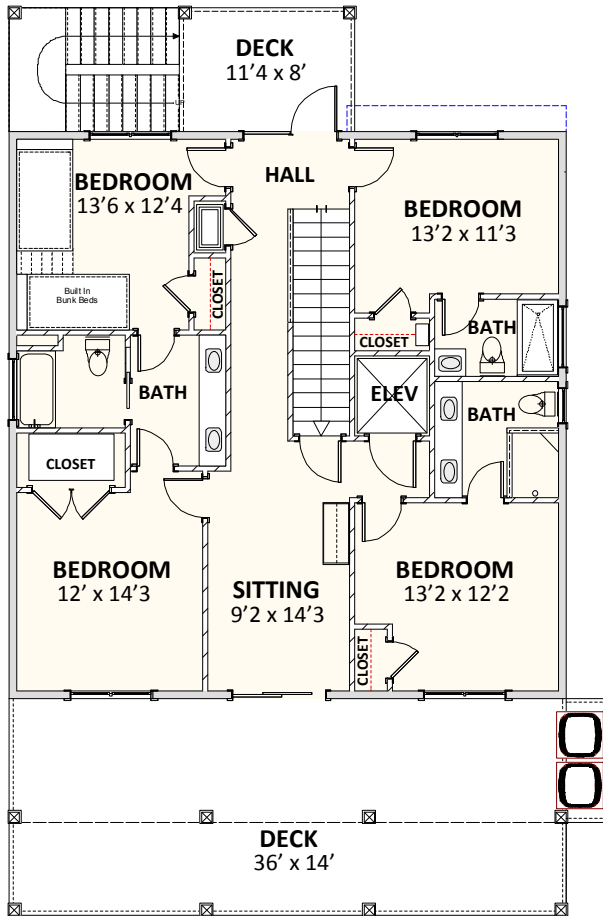 DECK
11’4 x 8’
UP
HALL
BEDROOM
13’6 x 12’4
BEDROOM
13’2 x 11’3
Built In
Bunk Beds
CLOSET
CLOSET
BATH
BATH
ELEV
BATH
CLOSET
BEDROOM
12’ x 14’3
SITTING
9’2 x 14’3
BEDROOM
13’2 x 12’2
CLOSET
DECK
36’ x 14’